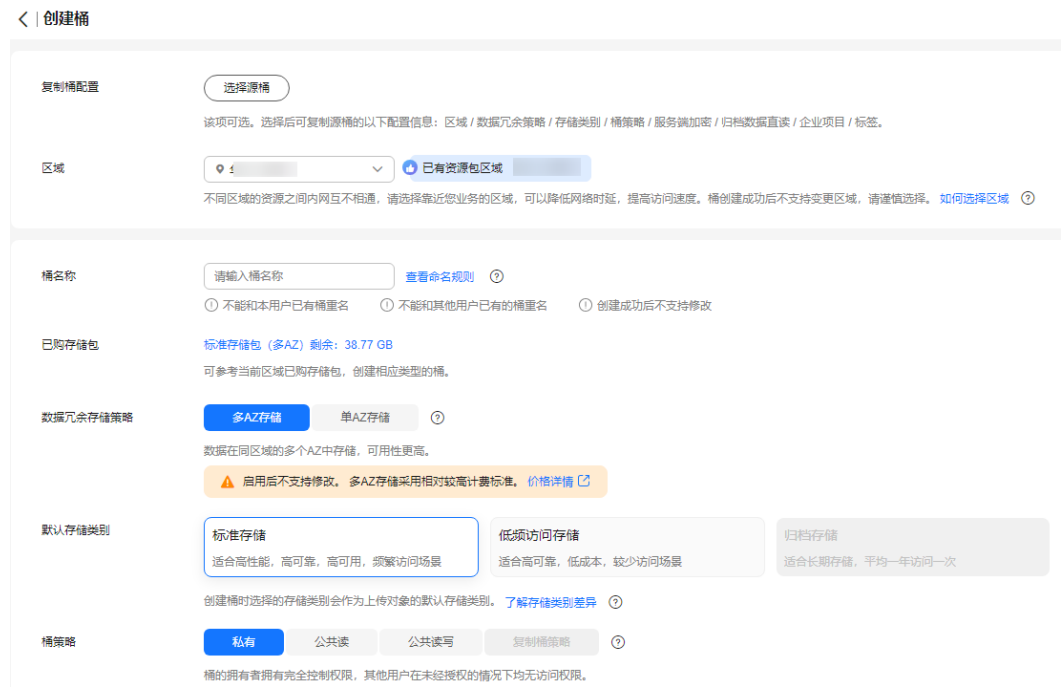 创建桶
复制桶配置
选择源桶
该项可选。选择后可复制源桶的以下配置信息：区域 / 数据冗余策略 / 存储类别 / 桶策略 / 服务端加密 / 归档数据直读 / 企业项目 / 标签。
区域
已有资源包区域
不同区域的资源之间内网互不相通，请选择靠近您业务的区域，可以降低网络时延，提高访问速度。桶创建成功后不支持变更区域，请谨慎选择。 如何选择区域
桶名称
请输入桶名称 查看命名规则
不能和本用户已有桶重名 不能和其他用户已有的桶重名 创建成功后不支持修改
已购存储包
标准存储包（多AZ）剩余：38.77 GB
可参考当前区域已购存储包，创建相应类型的桶。
数据冗余存储策略
多AZ存储 单AZ存储
数据在同区域的多个AZ中存储，可用性更高。
启用后不支持修改。 多AZ存储采用相对较高计费标准。 价格详情
默认存储类别
标准存储 低频访问存储 归档存储
适合高性能，高可靠，高可用，频繁访问场景 适合高可靠，低成本，较少访问场景 适合长期存储，平均一年访问一次
创建桶时选择的存储类别会作为上传对象的默认存储类别。 了解存储类别差异
桶策略
私有 公共读 公共读写 复制桶策略
桶的拥有者拥有完全控制权限，其他用户在未经授权的情况下均无访问权限。